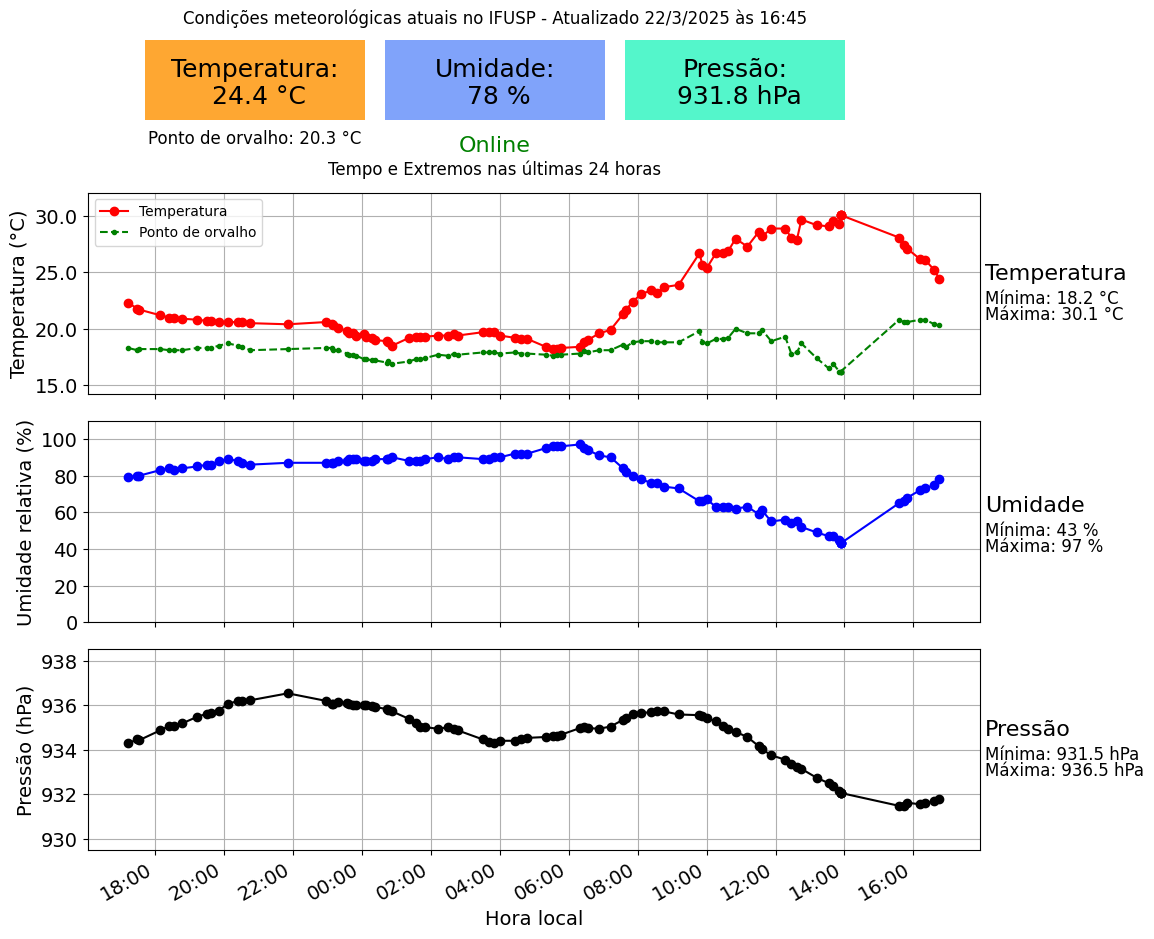 Condições meteorológicas atuais no IFUSP - Atualizado 22/3/2025 às 16:45
Temperatura:
24.4 °C
Umidade:
78 %
Pressão:
931.8 hPa
Ponto de orvalho: 20.3 °C
Online
Tempo e Extremos nas últimas 24 horas
Temperatura (°C)
30.0
25.0
20.0
15.0
Temperatura
Ponto de orvalho
Temperatura
Mínima: 18.2 °C
Máxima: 30.1 °C
Umidade relativa (%)
100
80
60
40
20
0
Umidade
Mínima: 43 %
Máxima: 97 %
Pressão (hPa)
938
936
934
932
930
Pressão
Mínima: 931.5 hPa
Máxima: 936.5 hPa
18:00 20:00 22:00 00:00 02:00 04:00 06:00 08:00 10:00 12:00 14:00 16:00
Hora local